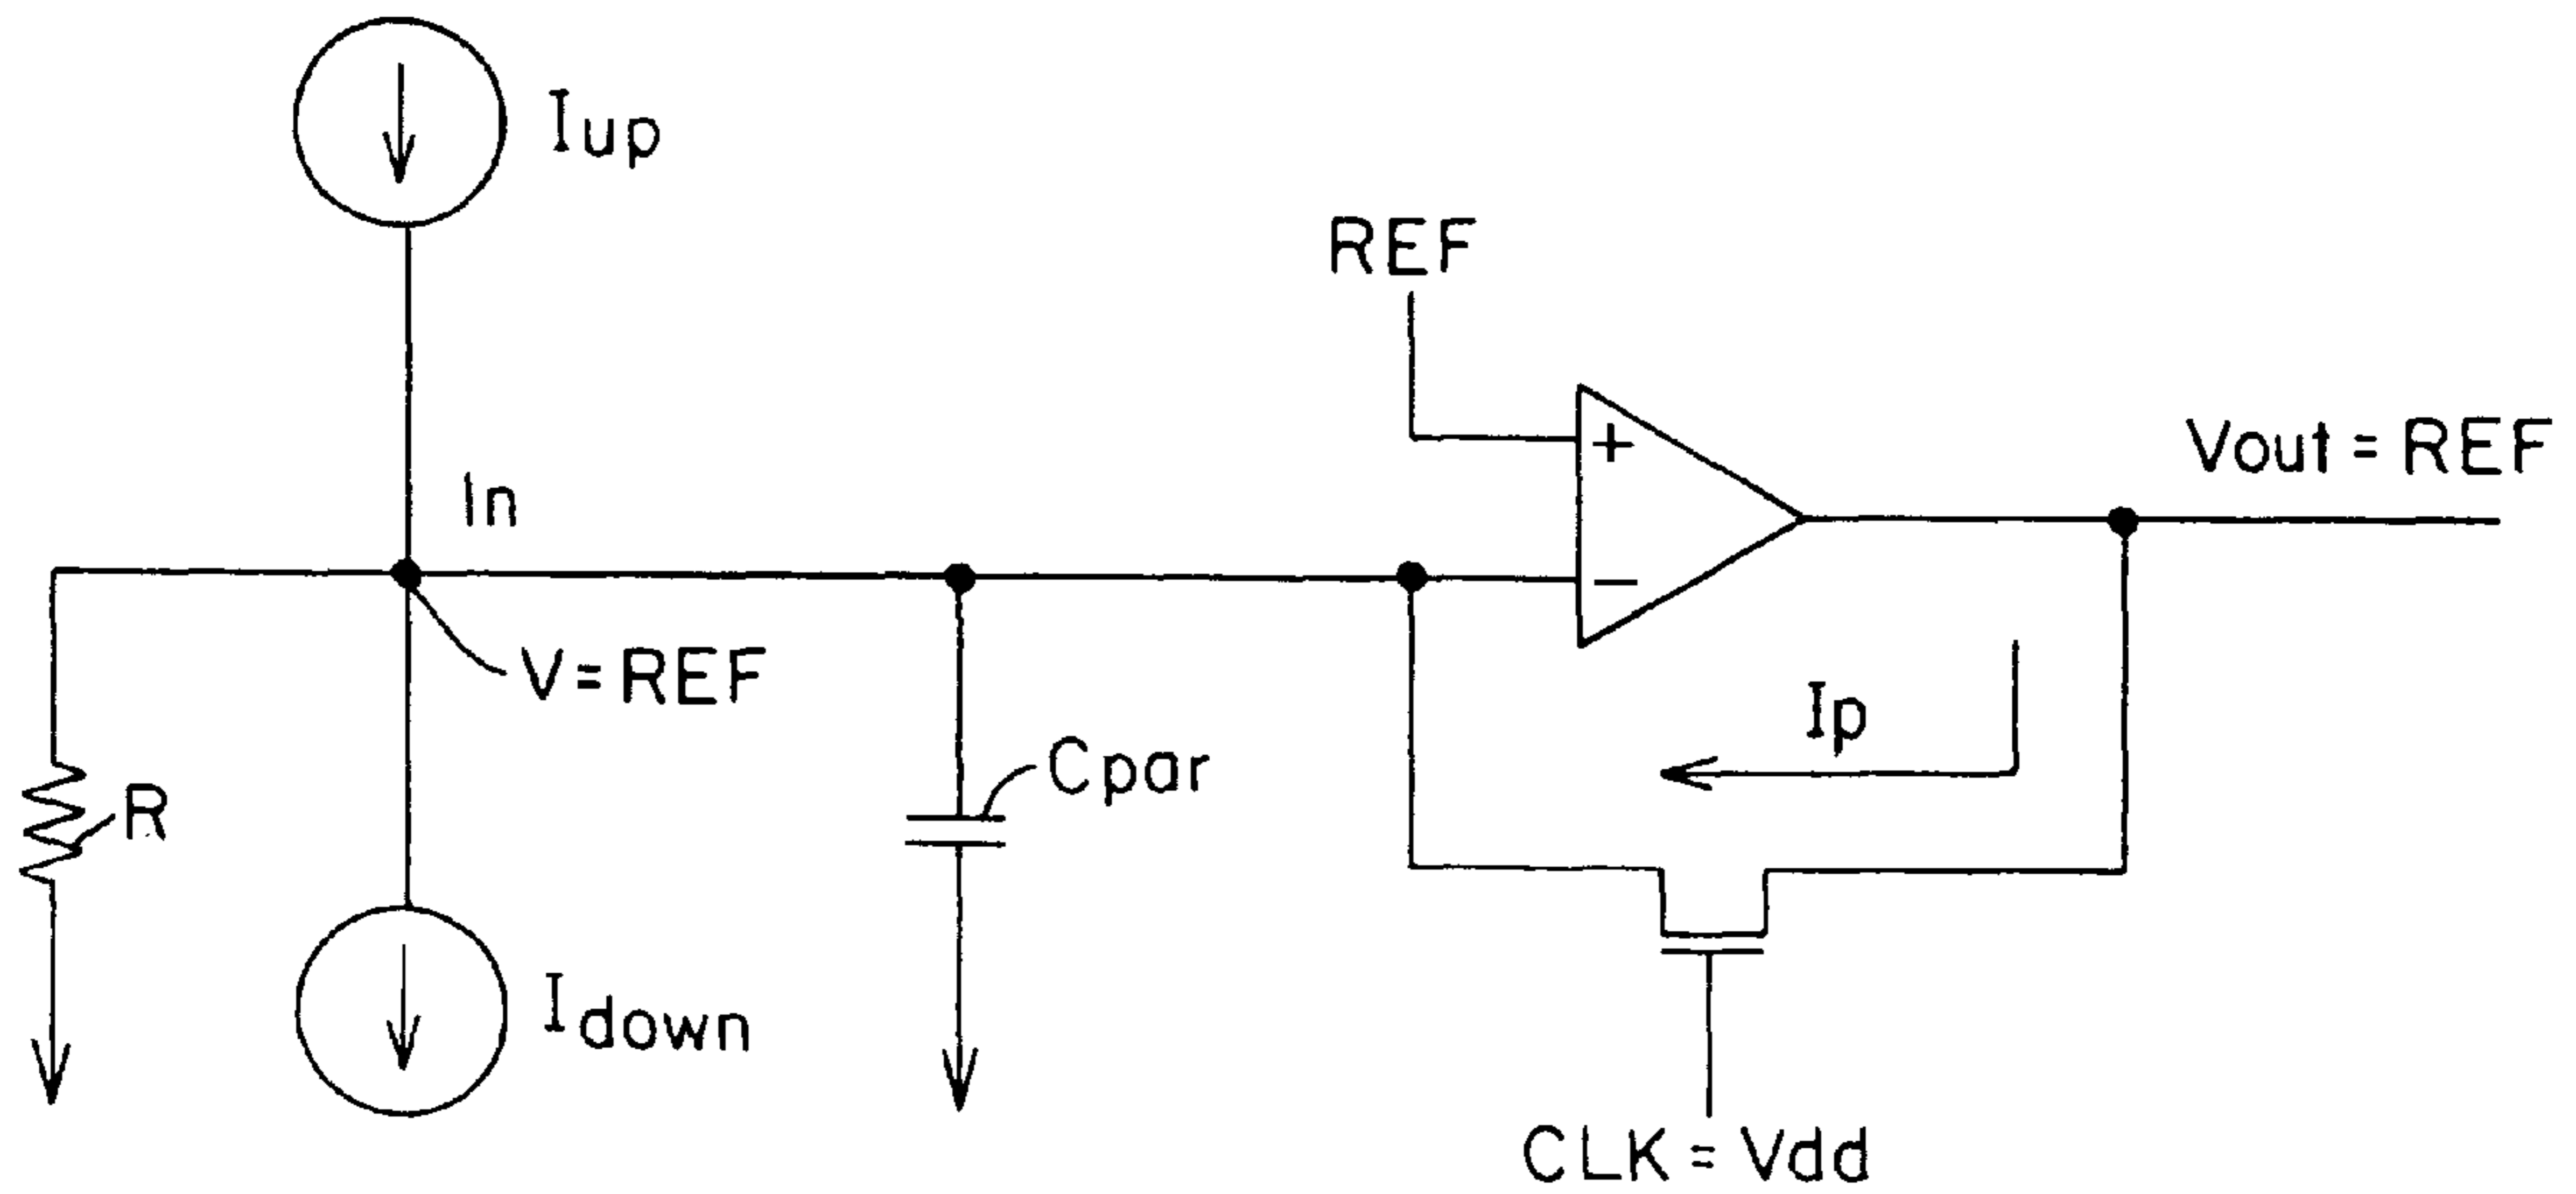 Iup
REF
Vout = REF
In
+
−
V = REF
Ip
Cpar
R
Idown
CLK = Vdd